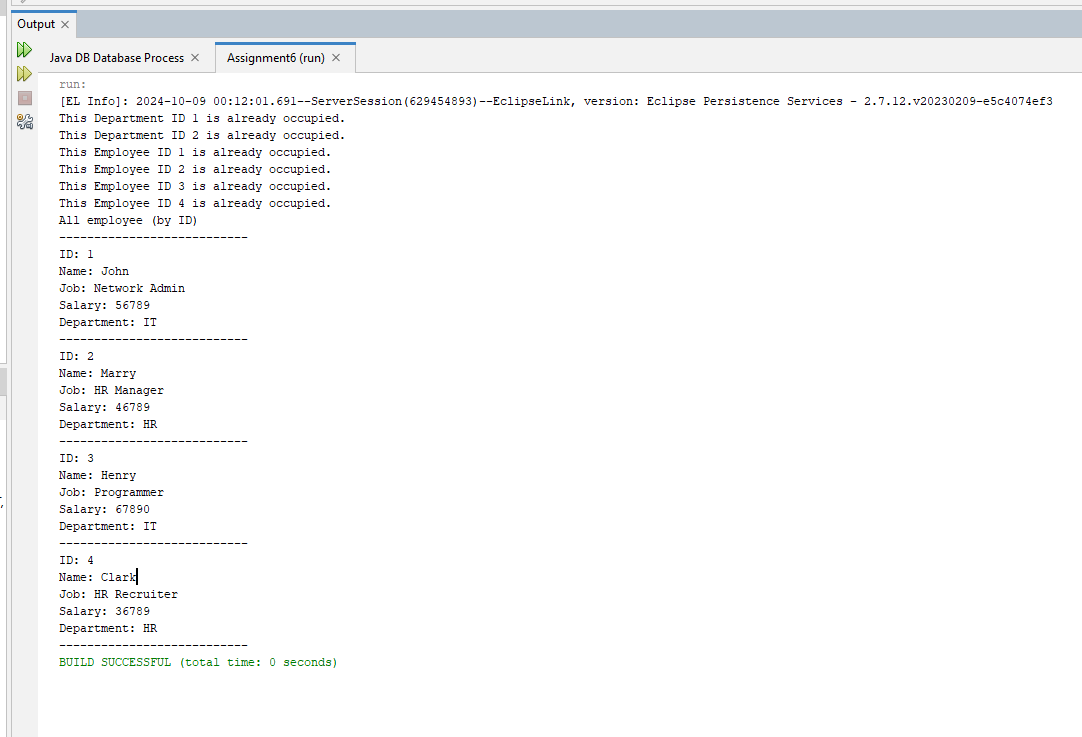 Output
Java DB Database Process
Assignment6 (run)
run:
[EL Info]: 2024-10-09 00:12:01.691--ServerSession(629454893)--EclipseLink, version: Eclipse Persistence Services - 2.7.12.v20230209-e5c4074ef3
This Department ID 1 is already occupied.
This Department ID 2 is already occupied.
This Employee ID 1 is already occupied.
This Employee ID 2 is already occupied.
This Employee ID 3 is already occupied.
This Employee ID 4 is already occupied.
All employee (by ID)
---------------------------
ID: 1
Name: John
Job: Network Admin
Salary: 56789
Department: IT
---------------------------
ID: 2
Name: Marry
Job: HR Manager
Salary: 46789
Department: HR
---------------------------
ID: 3
Name: Henry
Job: Programmer
Salary: 67890
Department: IT
---------------------------
ID: 4
Name: Clark
Job: HR Recruiter
Salary: 36789
Department: HR
---------------------------
BUILD SUCCESSFUL (total time: 0 seconds)